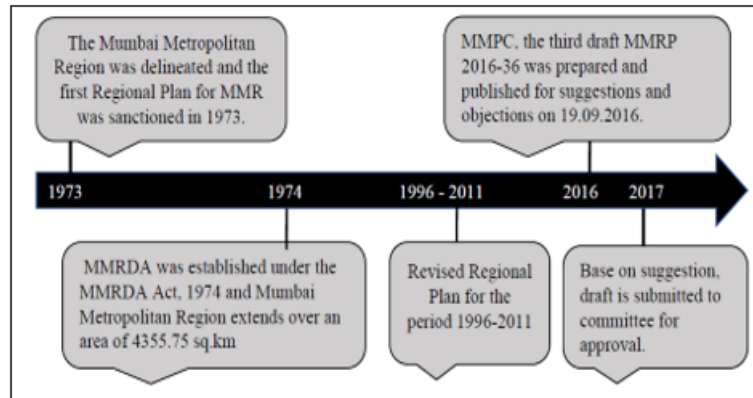 The Mumbai Metropolitan
Region was delineated and the
first Regional Plan for MMR
was sanctioned in 1973.
MMPC, the third draft MMRP
2016-36 was prepared and
published for suggestions and
objections on 19.09.2016.
1973 1974 1996 - 2011 2016 2017
MMRDA was established under the
MMRDA Act, 1974 and Mumbai
Metropolitan Region extends over an
area of 4355.75 sq.km
Revised Regional
Plan for the
period 1996-2011
Base on suggestion,
draft is submitted to
committee for
approval.